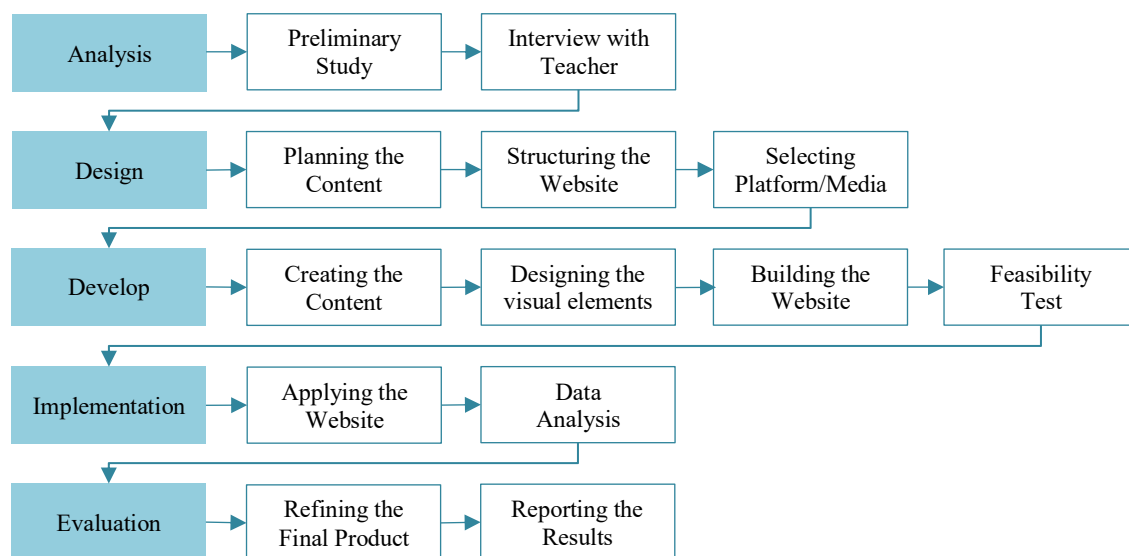 Analysis
Preliminary
Study
Interview with
Teacher
Design
Planning the
Content
Structuring the
Website
Selecting
Platform/Media
Develop
Creating the
Content
Designing the
visual elements
Building the
Website
Feasibility
Test
Implementation
Applying the
Website
Data
Analysis
Evaluation
Refining the
Final Product
Reporting the
Results